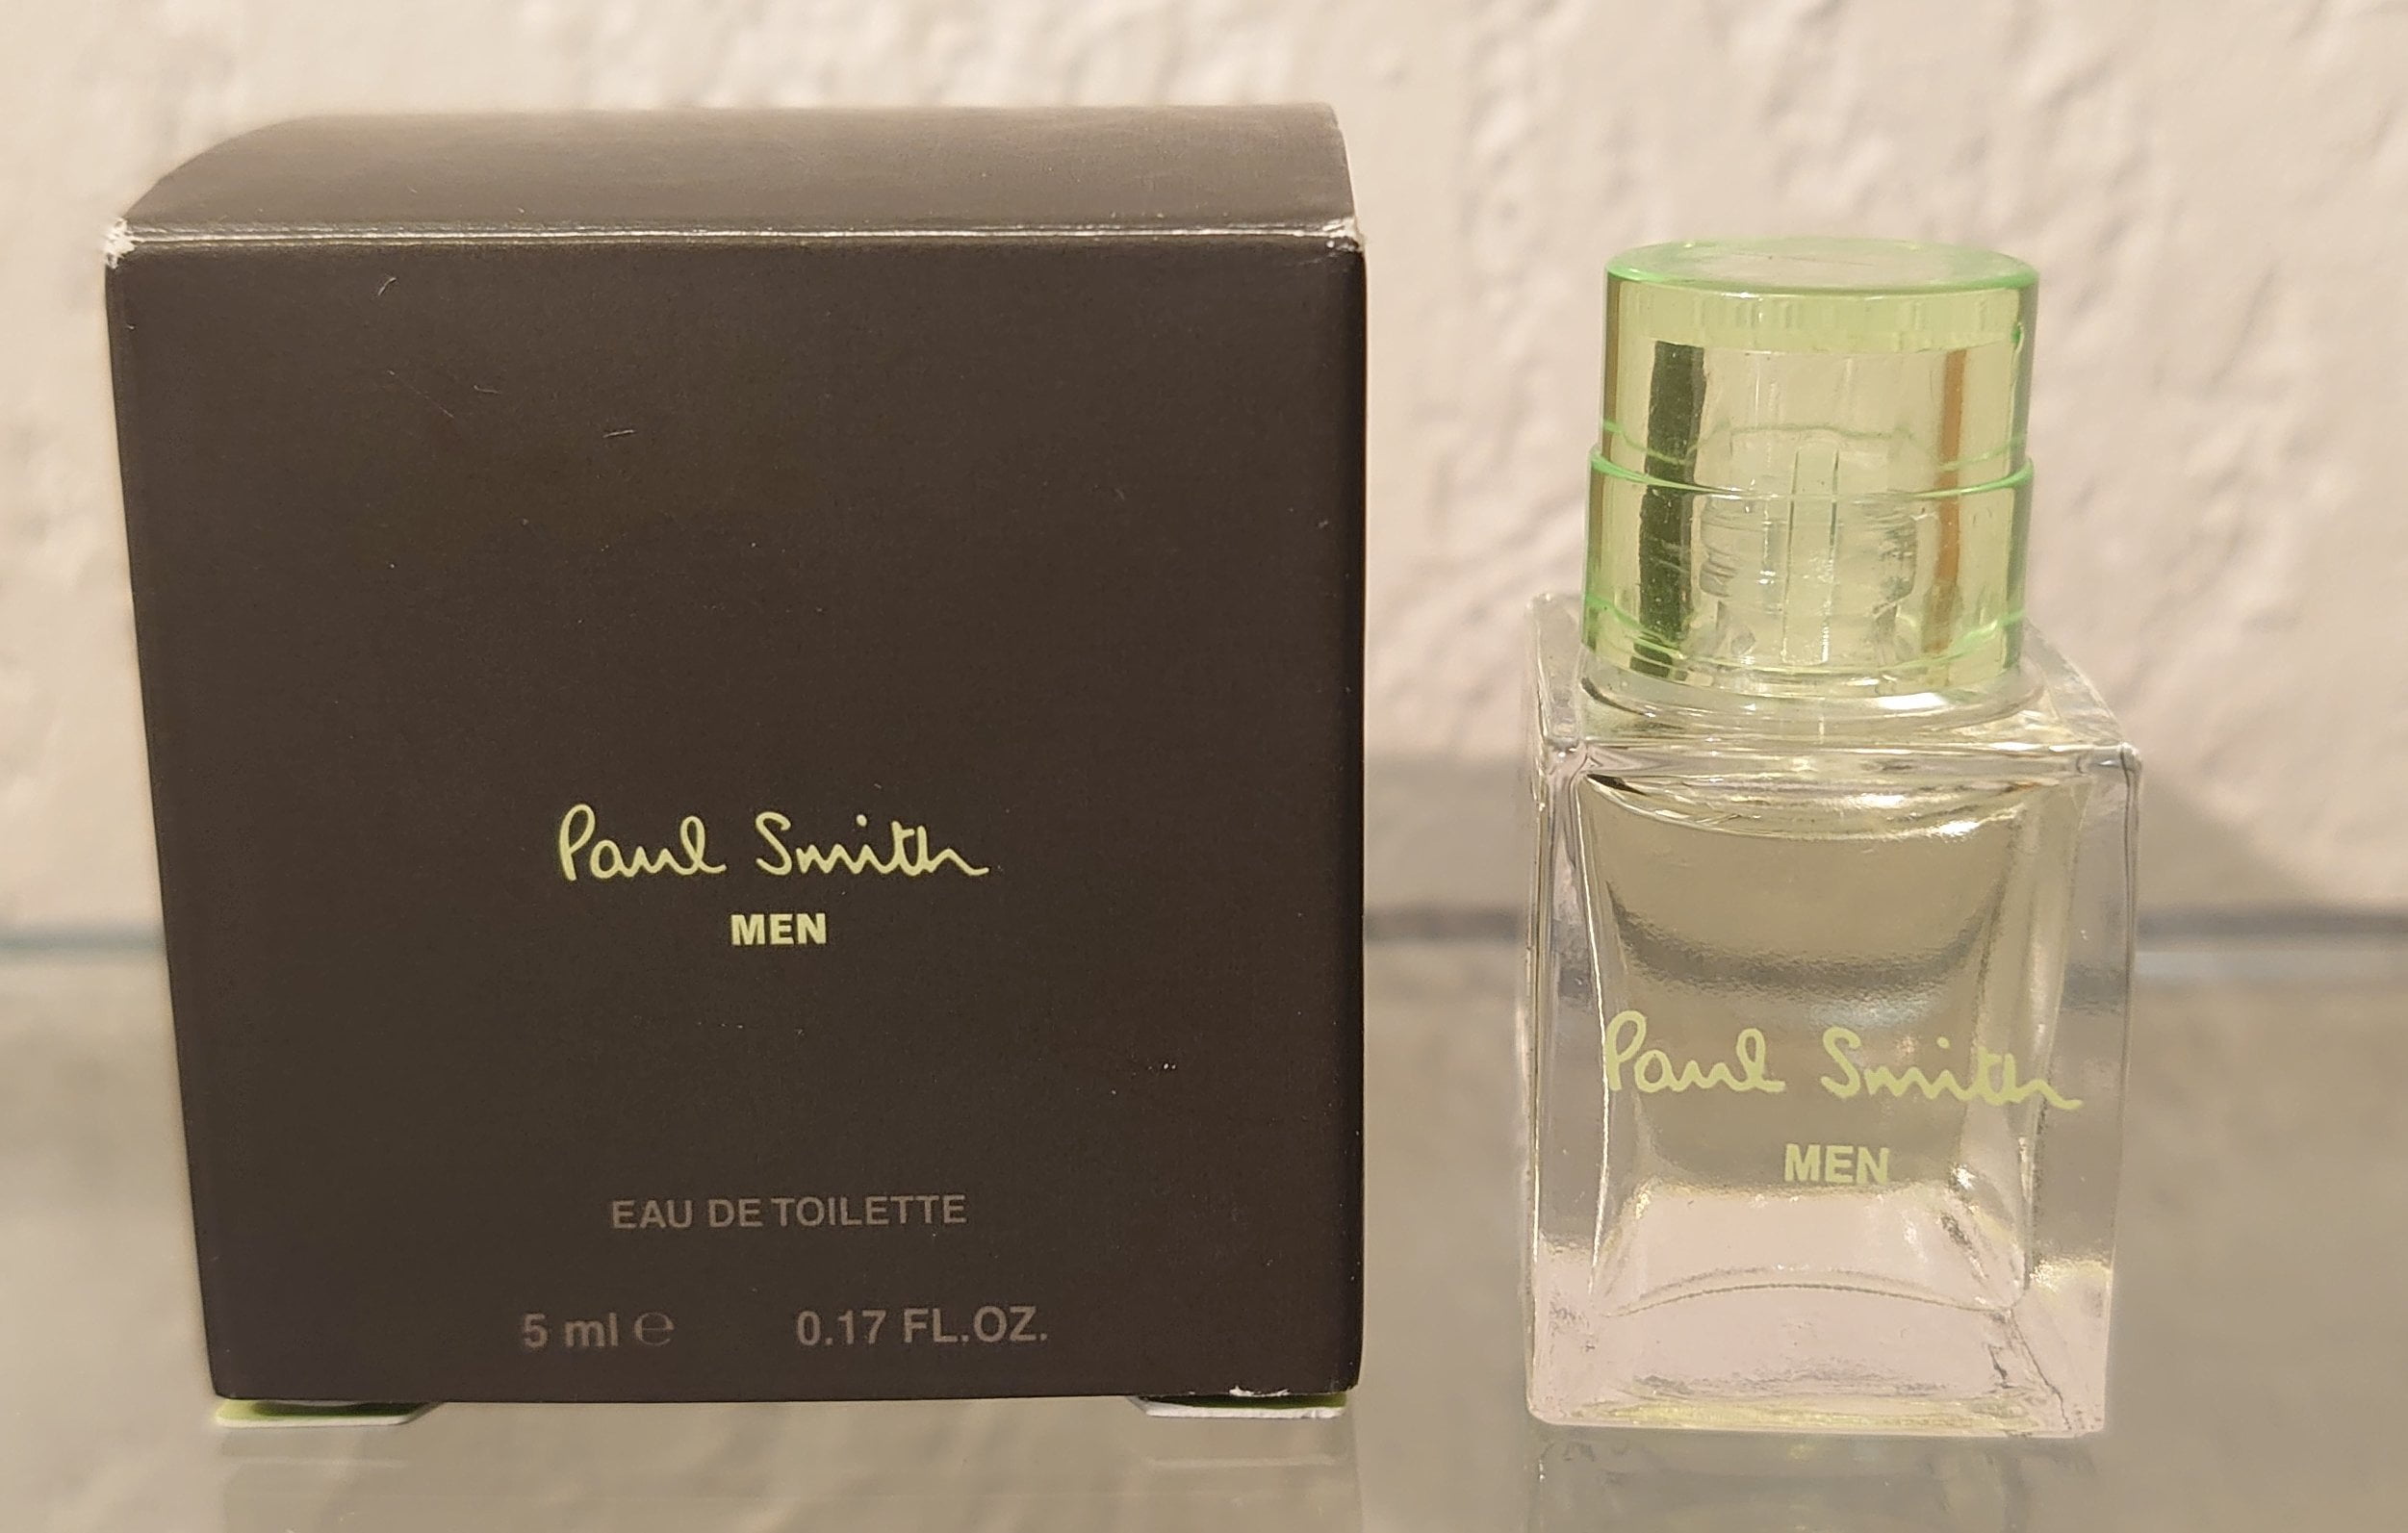 Paul Smith
MEN
EAU DE TOILETTE
5 ml ℮ 0.17 FL.OZ.
Paul Smith
MEN